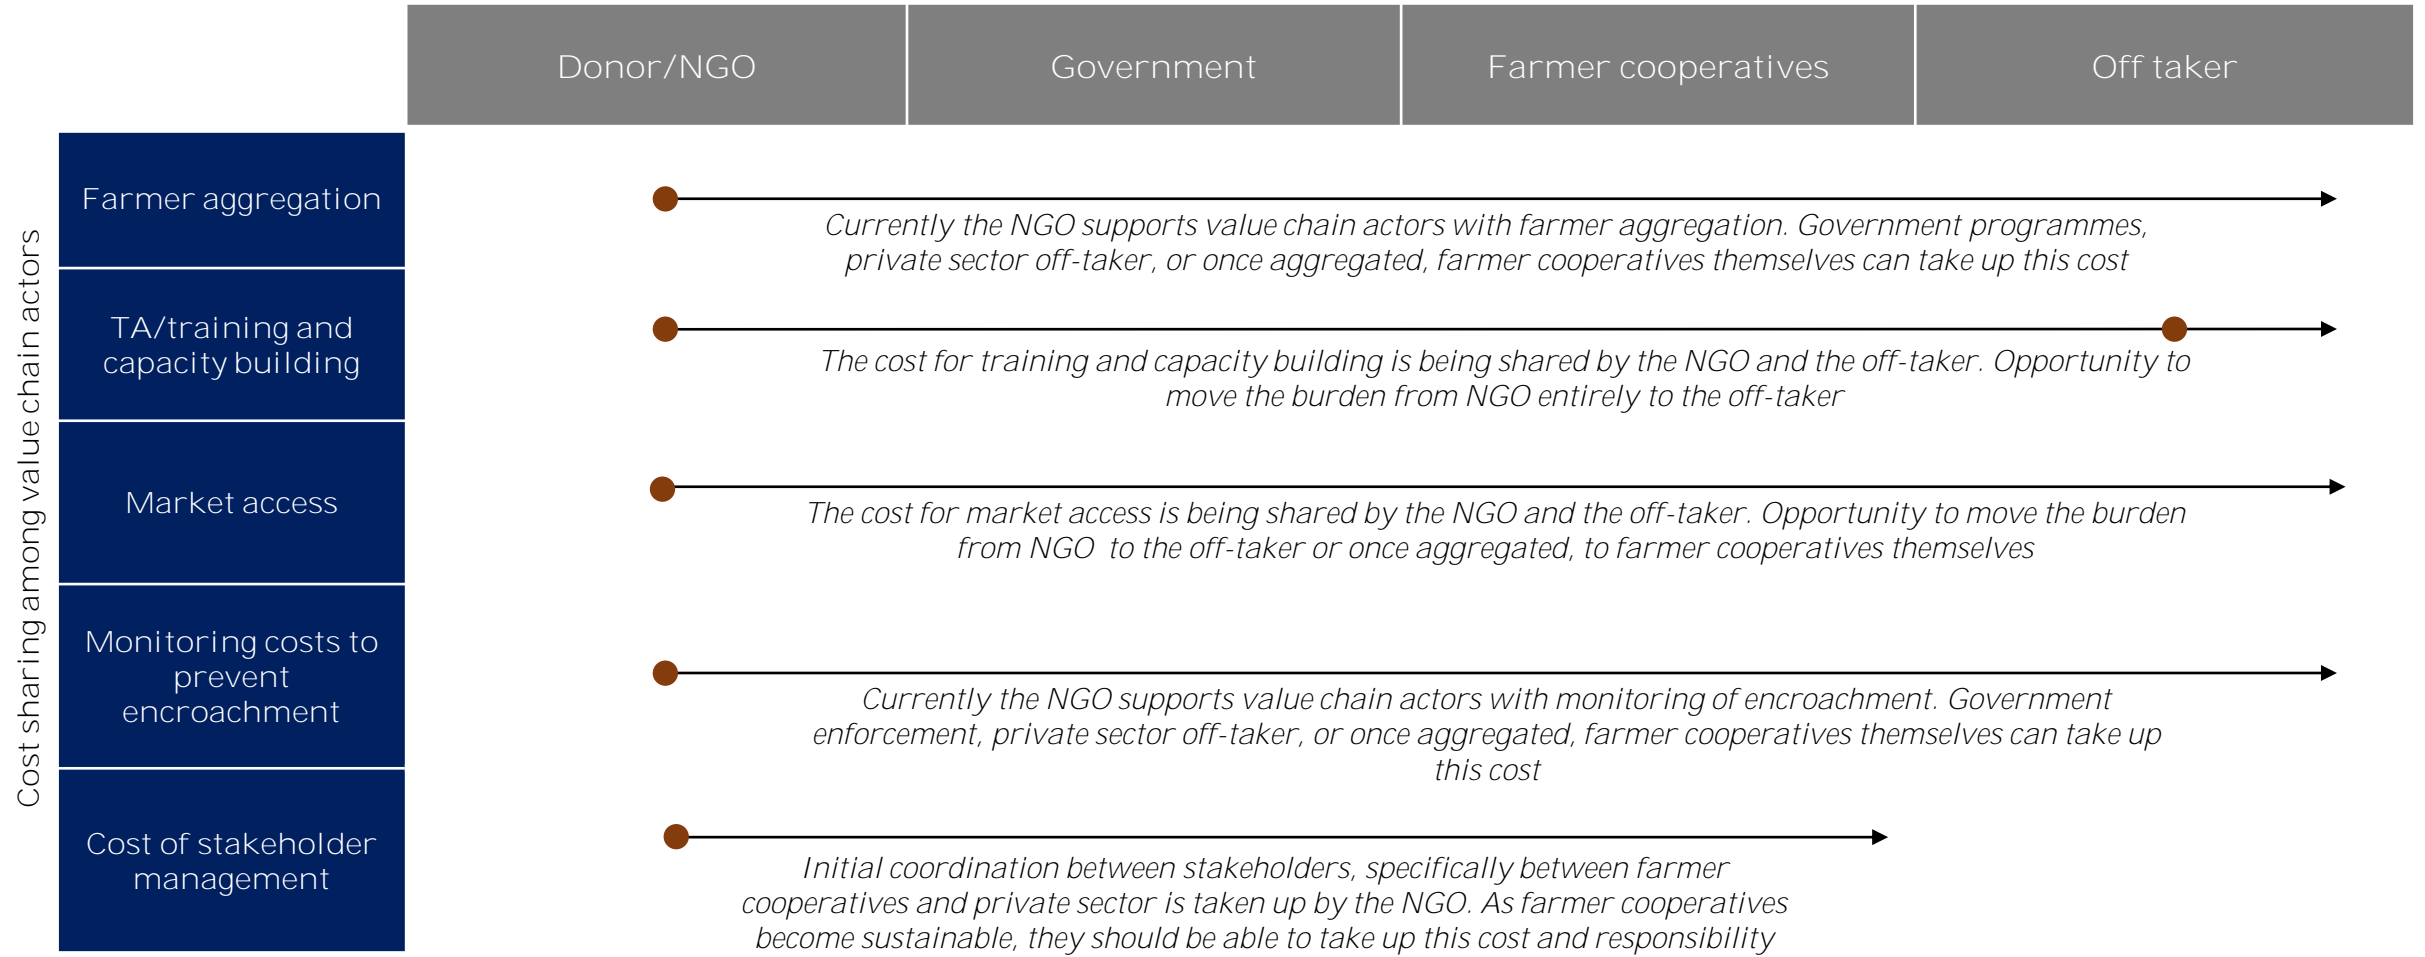 Donor/NGO
Government
Farmer cooperatives
Off taker
Cost sharing among value chain actors
Farmer aggregation
Currently the NGO supports value chain actors with farmer aggregation. Government programmes,
private sector off-taker, or once aggregated, farmer cooperatives themselves can take up this cost
TA/training and
capacity building
The cost for training and capacity building is being shared by the NGO and the off-taker. Opportunity to
move the burden from NGO entirely to the off-taker
Market access
The cost for market access is being shared by the NGO and the off-taker. Opportunity to move the burden
from NGO to the off-taker or once aggregated, to farmer cooperatives themselves
Monitoring costs to
prevent
encroachment
Currently the NGO supports value chain actors with monitoring of encroachment. Government
enforcement, private sector off-taker, or once aggregated, farmer cooperatives themselves can take up
this cost
Cost of stakeholder
management
Initial coordination between stakeholders, specifically between farmer
cooperatives and private sector is taken up by the NGO. As farmer cooperatives
become sustainable, they should be able to take up this cost and responsibility